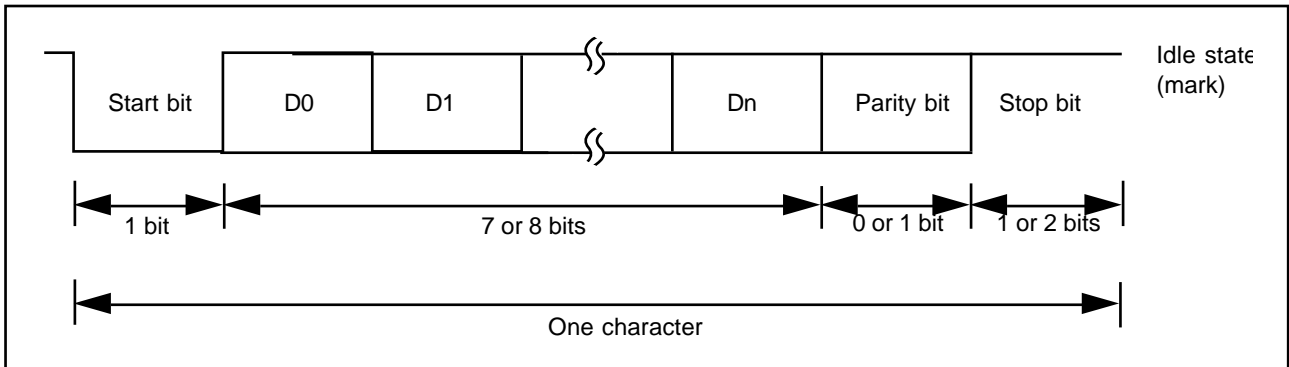 Idle state
(mark)
Start bit D0 D1 Dn Parity bit Stop bit
1 bit 7 or 8 bits 0 or 1 bit 1 or 2 bits
One character